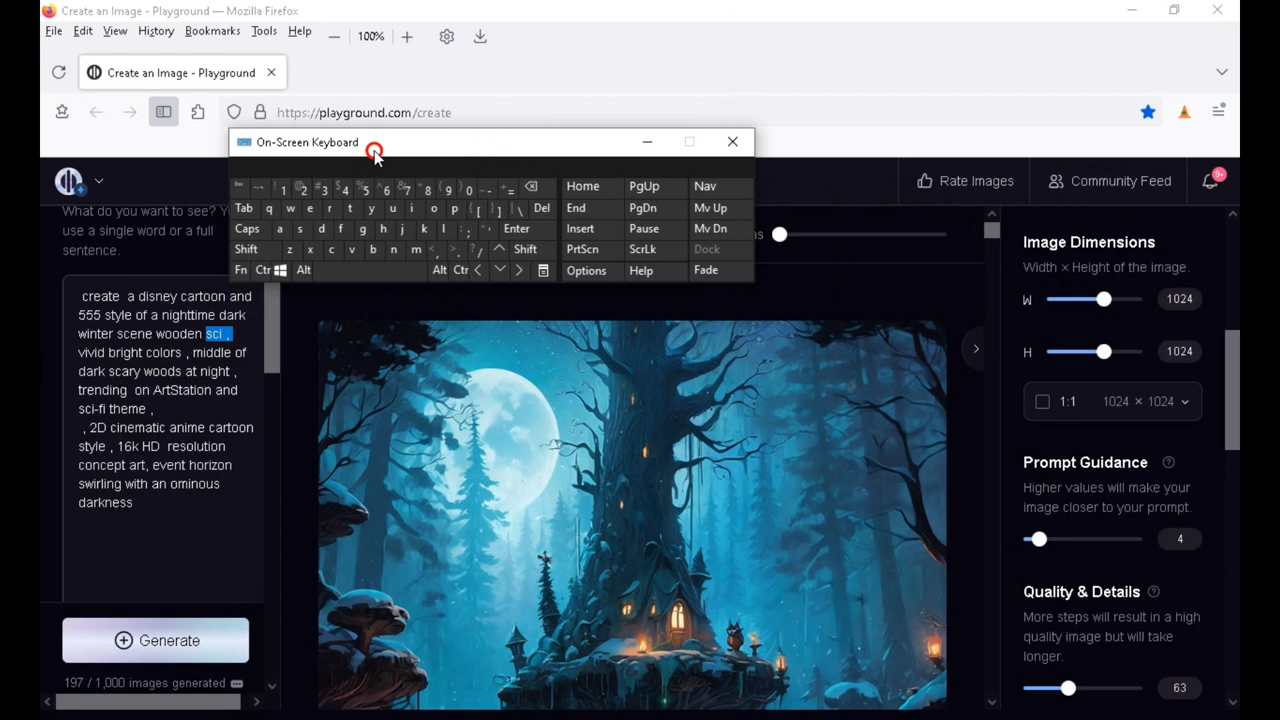 Create an Image - Playground — Mozilla Firefox
File Edit View History Bookmarks Tools Help
100%
Create an Image - Playground
https://playground.com/create
On-Screen Keyboard
Home PgUp Nav
Tab q w e r t y u i o p [ ] \ Del End PgDn Mv Up
Caps a s d f g h j k l ; ' Enter Insert Pause Mv Dn
Shift z x c v b n m , . / Shift PrtScn ScrLk Dock
Fn Ctr Alt Alt Ctr Options Help Fade
Rate Images
Community Feed
9+
What do you want to see?
use a single word or a full
sentence.
create a disney cartoon and
555 style of a nighttime dark
winter scene wooden sci ,
vivid bright colors , middle of
dark scary woods at night ,
trending on ArtStation and
sci-fi theme ,
, 2D cinematic anime cartoon
style , 16k HD resolution
concept art, event horizon
swirling with an ominous
darkness
Generate
197 / 1,000 images generated
Image Dimensions
Width × Height of the image.
W 1024
H 1024
1:1 1024 × 1024
Prompt Guidance
Higher values will make your
image closer to your prompt.
4
Quality & Details
More steps will result in a high
quality image but will take
longer.
63